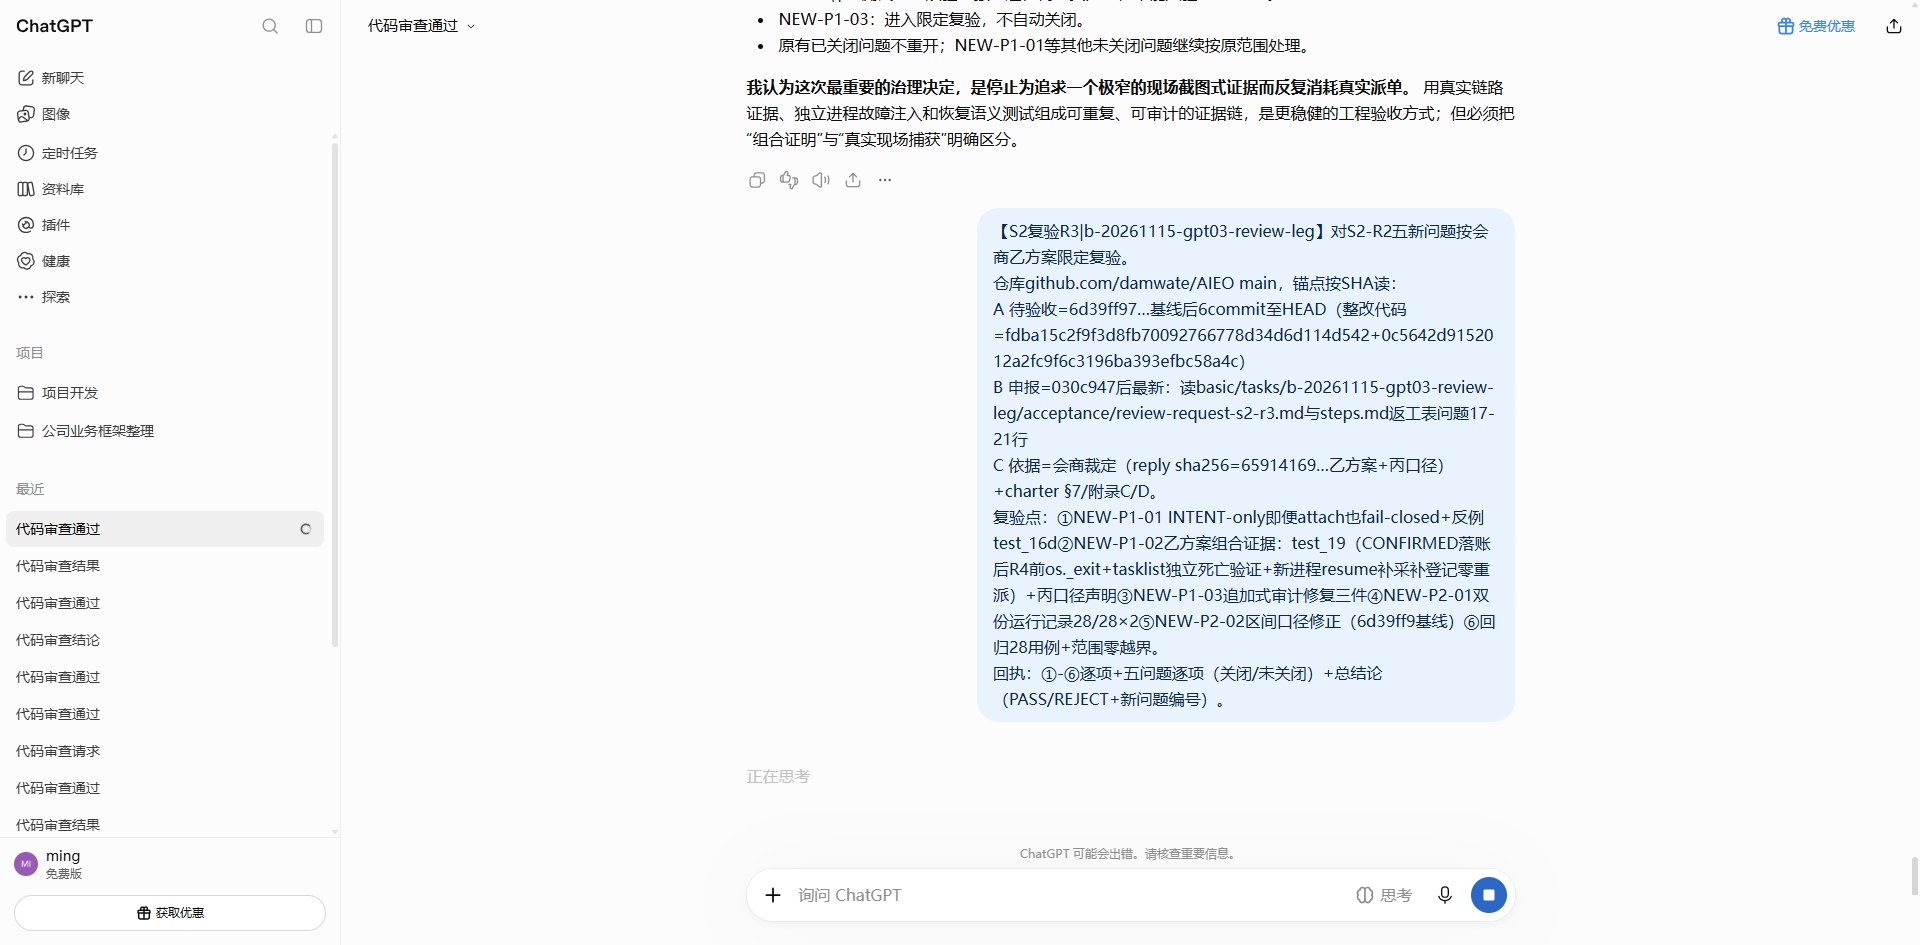 ChatGPT
新聊天
图像
定时任务
资料库
插件
健康
探索
项目
项目开发
公司业务框架整理
最近
代码审查通过
代码审查结果
代码审查通过
代码审查结论
代码审查通过
代码审查通过
代码审查请求
代码审查通过
代码审查结果
MI
ming
免费版
获取优惠
代码审查通过
免费优惠
NEW-P1-03：进入限定复验，不自动关闭。
原有已关闭问题不重开；NEW-P1-01等其他未关闭问题继续按原范围处理。
我认为这次最重要的治理决定，是停止为追求一个极窄的现场截图式证据而反复消耗真实派单。 用真实链路
证据、独立进程故障注入和恢复语义测试组成可重复、可审计的证据链，是更稳健的工程验收方式；但必须把
“组合证明”与“真实现场捕获”明确区分。
【S2复验R3|b-20261115-gpt03-review-leg】对S2-R2五新问题按会
商乙方案限定复验。
仓库github.com/damwate/AIEO main，锚点按SHA读：
A 待验收=6d39ff97…基线后6commit至HEAD（整改代码
=fdba15c2f9f3d8fb70092766778d34d6d114d542+0c5642d91520
12a2fc9f6c3196ba393efbc58a4c）
B 申报=030c947后最新：读basic/tasks/b-20261115-gpt03-review-
leg/acceptance/review-request-s2-r3.md与steps.md返工表问题17-
21行
C 依据=会商裁定（reply sha256=65914169…乙方案+丙口径）
+charter §7/附录C/D。
复验点：①NEW-P1-01 INTENT-only即便attach也fail-closed+反例
test_16d②NEW-P1-02乙方案组合证据：test_19（CONFIRMED落账
后R4前os._exit+tasklist独立死亡验证+新进程resume补采补登记零重
派）+丙口径声明③NEW-P1-03追加式审计修复三件④NEW-P2-01双
份运行记录28/28×2⑤NEW-P2-02区间口径修正（6d39ff9基线）⑥回
归28用例+范围零越界。
回执：①-⑥逐项+五问题逐项（关闭/未关闭）+总结论
（PASS/REJECT+新问题编号）。
正在思考
ChatGPT 可能会出错。请核查重要信息。
询问 ChatGPT
思考